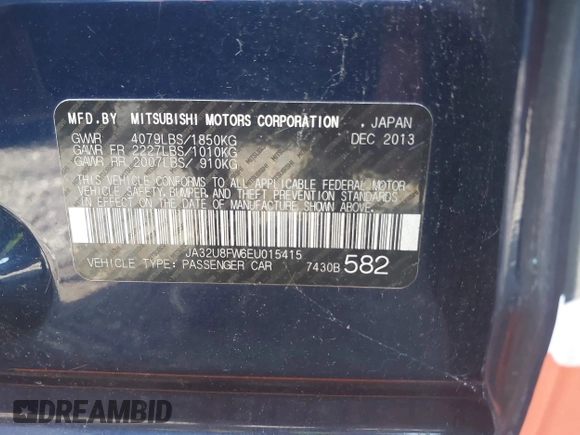 MFD.BY MITSUBISHI MOTORS CORPORATION , JAPAN
GVWR 4079LBS/1850KG DEC 2013
GAWR FR 2227LBS/1010KG
GAWR RR 2007LBS/ 910KG
THIS VEHICLE CONFORMS TO ALL APPLICABLE FEDERAL MOTOR
VEHICLE SAFETY,BUMPER, AND THEFT PREVENTION STANDARDS
IN EFFECT ON THE DATE OF MANUFACTURE SHOWN ABOVE.
JA32U8FW6EU015415
VEHICLE TYPE: PASSENGER CAR 7430B 582
DREAMBID